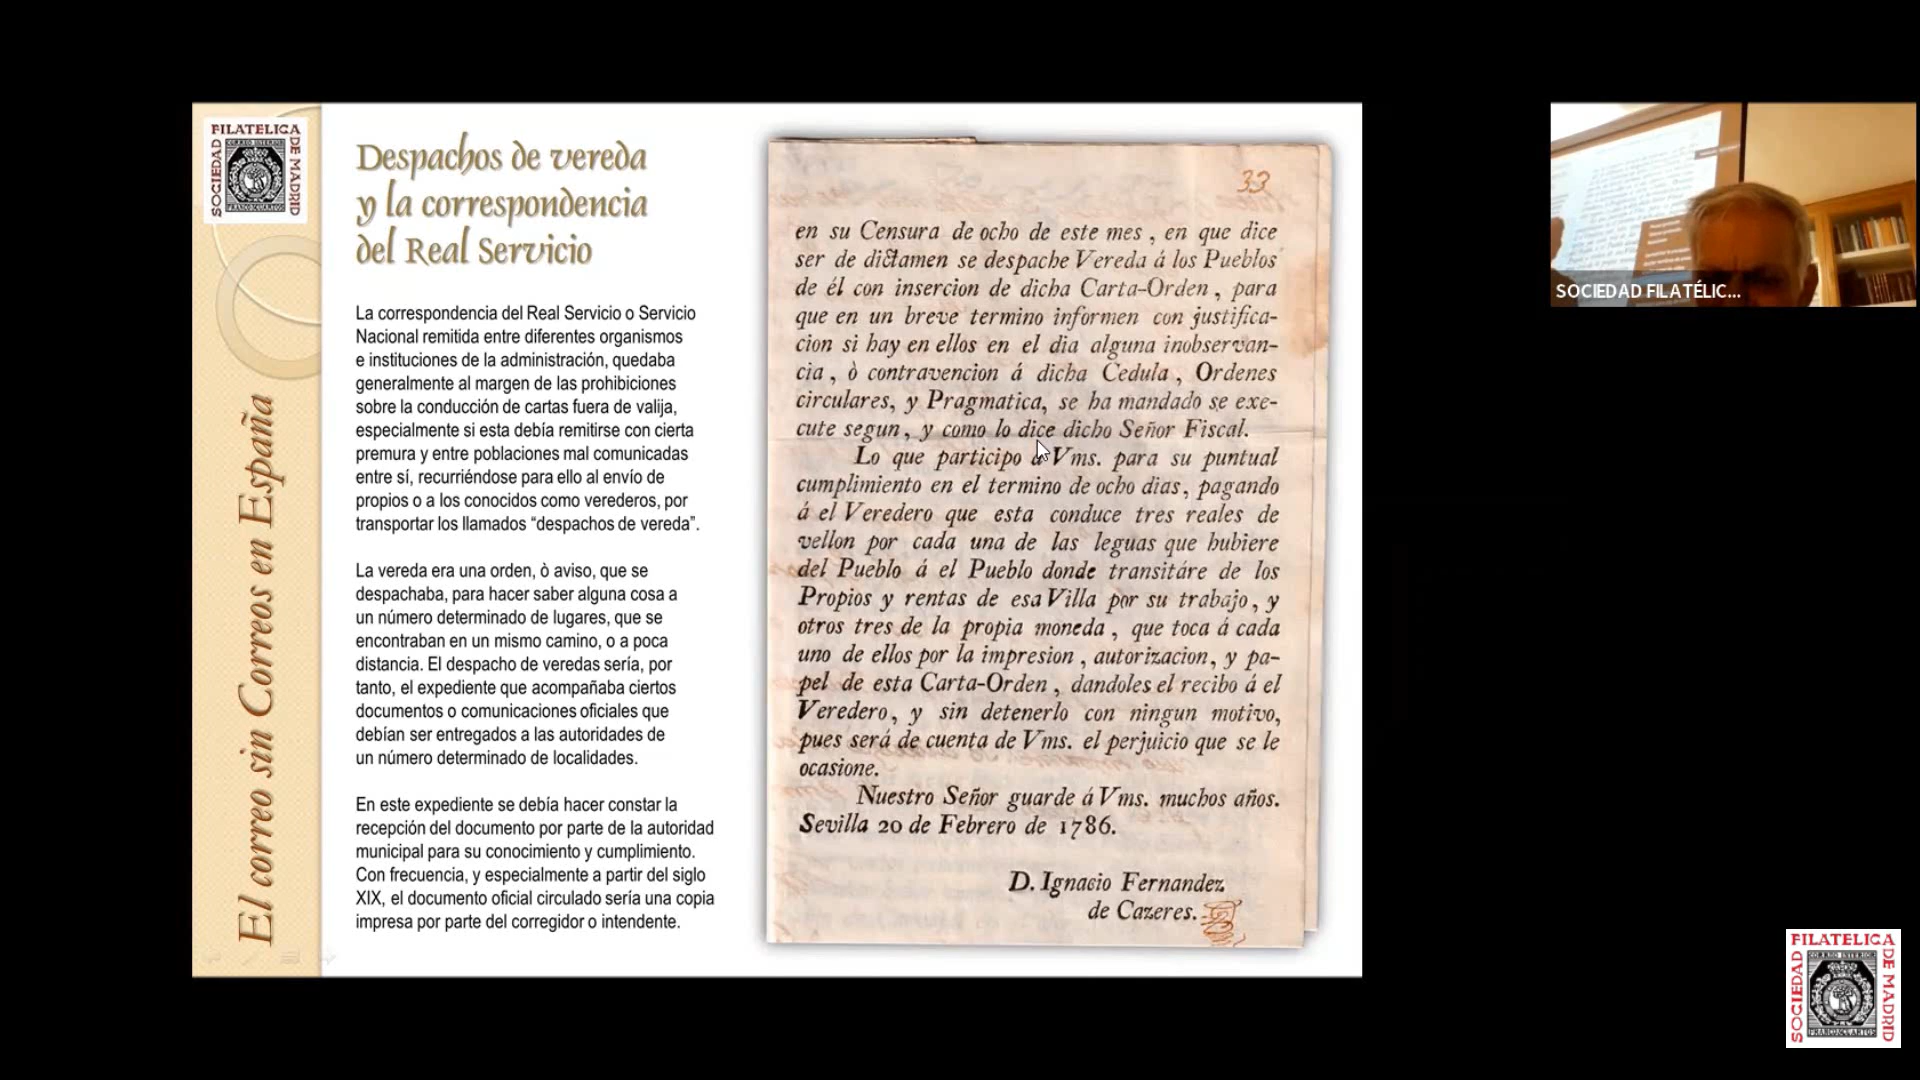 SOCIEDAD FILATELICA DE MADRID
El correo sin Correos en España
Despachos de vereda
y la correspondencia
del Real Servicio
La correspondencia del Real Servicio o Servicio
Nacional remitida entre diferentes organismos
e instituciones de la administración, quedaba
generalmente al margen de las prohibiciones
sobre la conducción de cartas fuera de valija,
especialmente si esta debía remitirse con cierta
premura y entre poblaciones mal comunicadas
entre sí, recurriéndose para ello al envío de
propios o a los conocidos como verederos, por
transportar los llamados “despachos de vereda”.
La vereda era una orden, ò aviso, que se
despachaba, para hacer saber alguna cosa a
un número determinado de lugares, que se
encontraban en un mismo camino, o a poca
distancia. El despacho de veredas sería, por
tanto, el expediente que acompañaba ciertos
documentos o comunicaciones oficiales que
debían ser entregados a las autoridades de
un número determinado de localidades.
En este expediente se debía hacer constar la
recepción del documento por parte de la autoridad
municipal para su conocimiento y cumplimiento.
Con frecuencia, y especialmente a partir del siglo
XIX, el documento oficial circulado sería una copia
impresa por parte del corregidor o intendente.
33
en su Censura de ocho de este mes, en que dice
ser de dictamen se despache Vereda á los Pueblos
de él con insercion de dicha Carta-Orden, para
que en un breve termino informen con justifica-
cion si hay en ellos en el dia alguna inobservan-
cia, ò contravencion á dicha Cedula, Ordenes
circulares, y Pragmatica, se ha mandado se exe-
cute segun, y como lo dice dicho Señor Fiscal.
Lo que participo á Vms. para su puntual
cumplimiento en el termino de ocho dias, pagando
á el Veredero que esta conduce tres reales de
vellon por cada una de las leguas que hubiere
del Pueblo á el Pueblo donde transitáre de los
Propios y rentas de esa Villa por su trabajo, y
otros tres de la propia moneda, que toca á cada
uno de ellos por la impresion, autorizacion, y pa-
pel de esta Carta-Orden, dandoles el recibo á el
Veredero, y sin detenerlo con ningun motivo,
pues será de cuenta de Vms. el perjuicio que se le
ocasione.
Nuestro Señor guarde á Vms. muchos años.
Sevilla 20 de Febrero de 1786.
D. Ignacio Fernandez
de Cazeres.
SOCIEDAD FILATÉLIC...
SOCIEDAD FILATELICA DE MADRID
CORREO INTERIOR
FRANCO CUARTOS